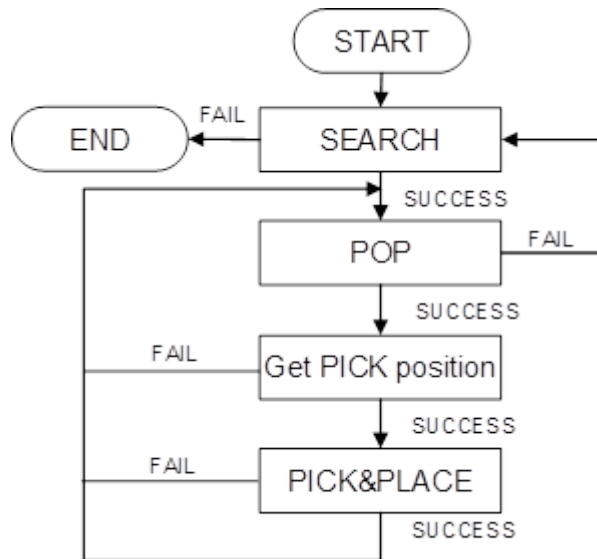 START
FAIL
END
SEARCH
SUCCESS
POP
FAIL
SUCCESS
FAIL
Get PICK position
SUCCESS
FAIL
PICK&PLACE
SUCCESS